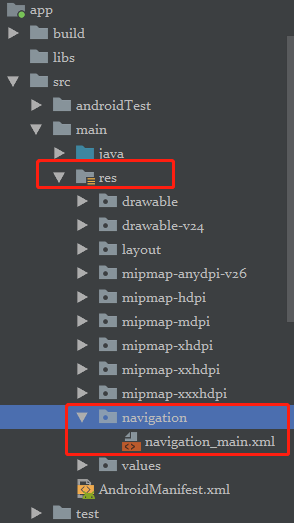 app
build
libs
src
androidTest
main
java
res
drawable
drawable-v24
layout
mipmap-anydpi-v26
mipmap-hdpi
mipmap-mdpi
mipmap-xhdpi
mipmap-xxhdpi
mipmap-xxxhdpi
navigation
navigation_main.xml
values
AndroidManifest.xml
test